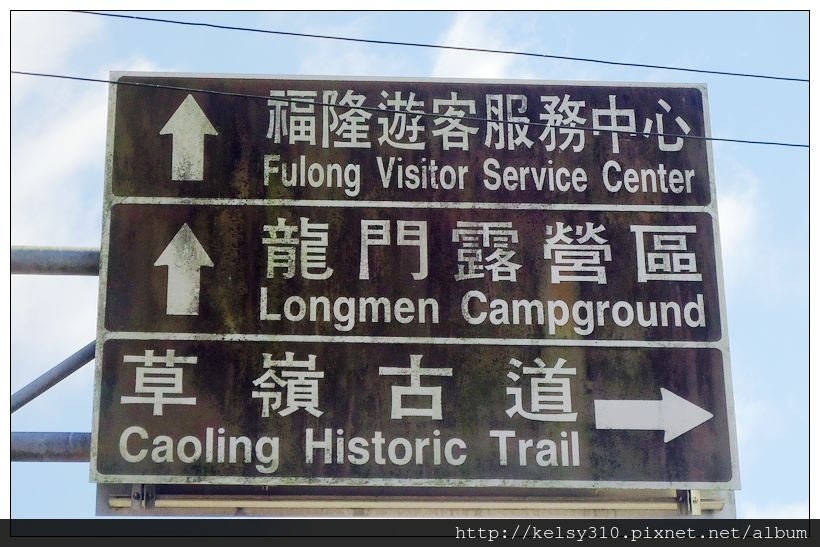 福隆遊客服務中心
Fulong Visitor Service Center
龍門露營區
Longmen Campground
草嶺古道
Caoling Historic Trail
http://kelsy310.pixnet.net/album